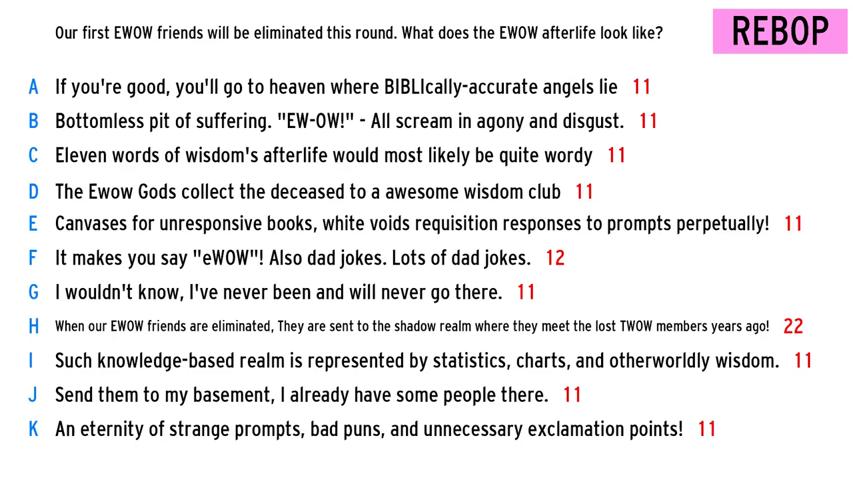 Our first EWOW friends will be eliminated this round. What does the EWOW afterlife look like?
REBOP
A If you're good, you'll go to heaven where BIBLIcally-accurate angels lie 11
B Bottomless pit of suffering. "EW-OW!" - All scream in agony and disgust. 11
C Eleven words of wisdom's afterlife would most likely be quite wordy 11
D The Ewow Gods collect the deceased to a awesome wisdom club 11
E Canvases for unresponsive books, white voids requisition responses to prompts perpetually! 11
F It makes you say "eWOW"! Also dad jokes. Lots of dad jokes. 12
G I wouldn't know, I've never been and will never go there. 11
H When our EWOW friends are eliminated, They are sent to the shadow realm where they meet the lost TWOW members years ago! 22
I Such knowledge-based realm is represented by statistics, charts, and otherworldly wisdom. 11
J Send them to my basement, I already have some people there. 11
K An eternity of strange prompts, bad puns, and unnecessary exclamation points! 11